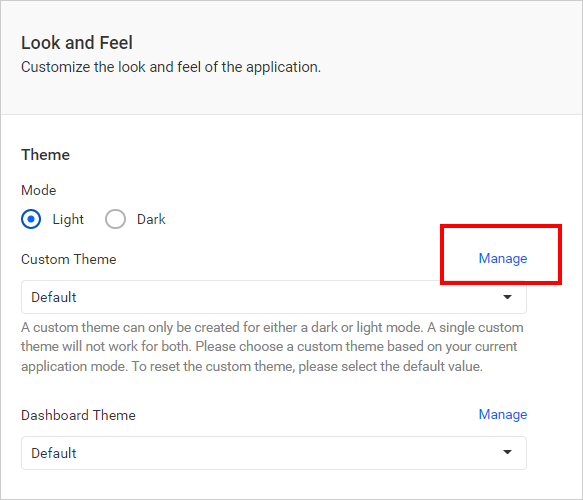 Look and Feel
Customize the look and feel of the application.
Theme
Mode
Light Dark
Custom Theme Manage
Default
A custom theme can only be created for either a dark or light mode. A single custom
theme will not work for both. Please choose a custom theme based on your current
application mode. To reset the custom theme, please select the default value.
Dashboard Theme Manage
Default